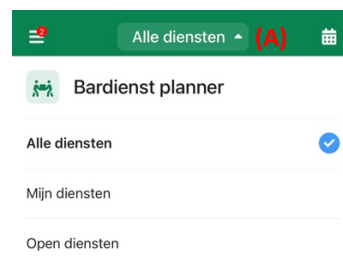 2
Alle diensten (A)
Bardienst planner
Alle diensten
Mijn diensten
Open diensten